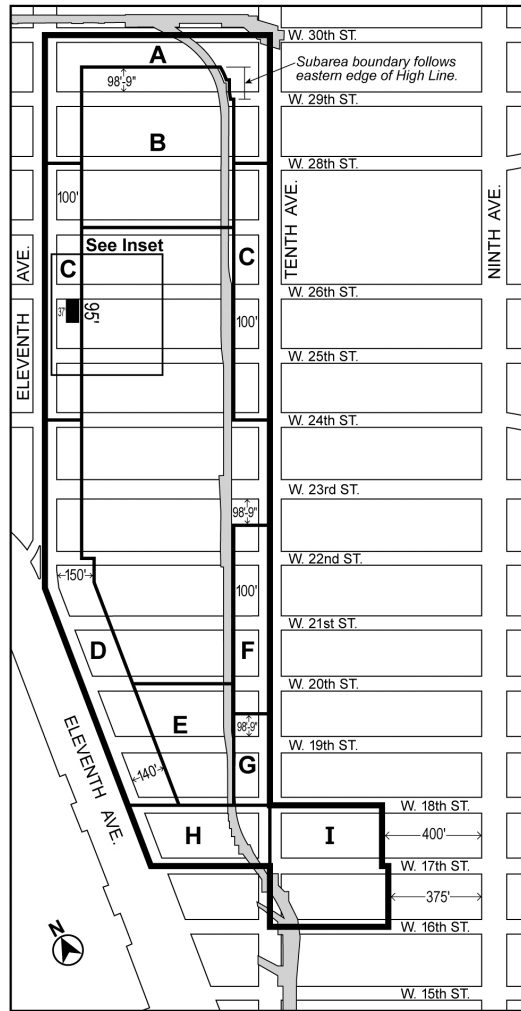 W. 30th ST.
A
Subarea boundary follows
eastern edge of High Line.
98'-9"
W. 29th ST.
B
W. 28th ST.
100'
TENTH AVE.
NINTH AVE.
ELEVENTH AVE.
See Inset
C
C
W. 26th ST.
37'
95'
100'
W. 25th ST.
W. 24th ST.
W. 23rd ST.
98'-9"
W. 22nd ST.
150'
100'
W. 21st ST.
D
F
W. 20th ST.
E
98'-9"
ELEVENTH AVE.
W. 19th ST.
G
140'
W. 18th ST.
H
I
400'
W. 17th ST.
375'
N
W. 16th ST.
W. 15th ST.